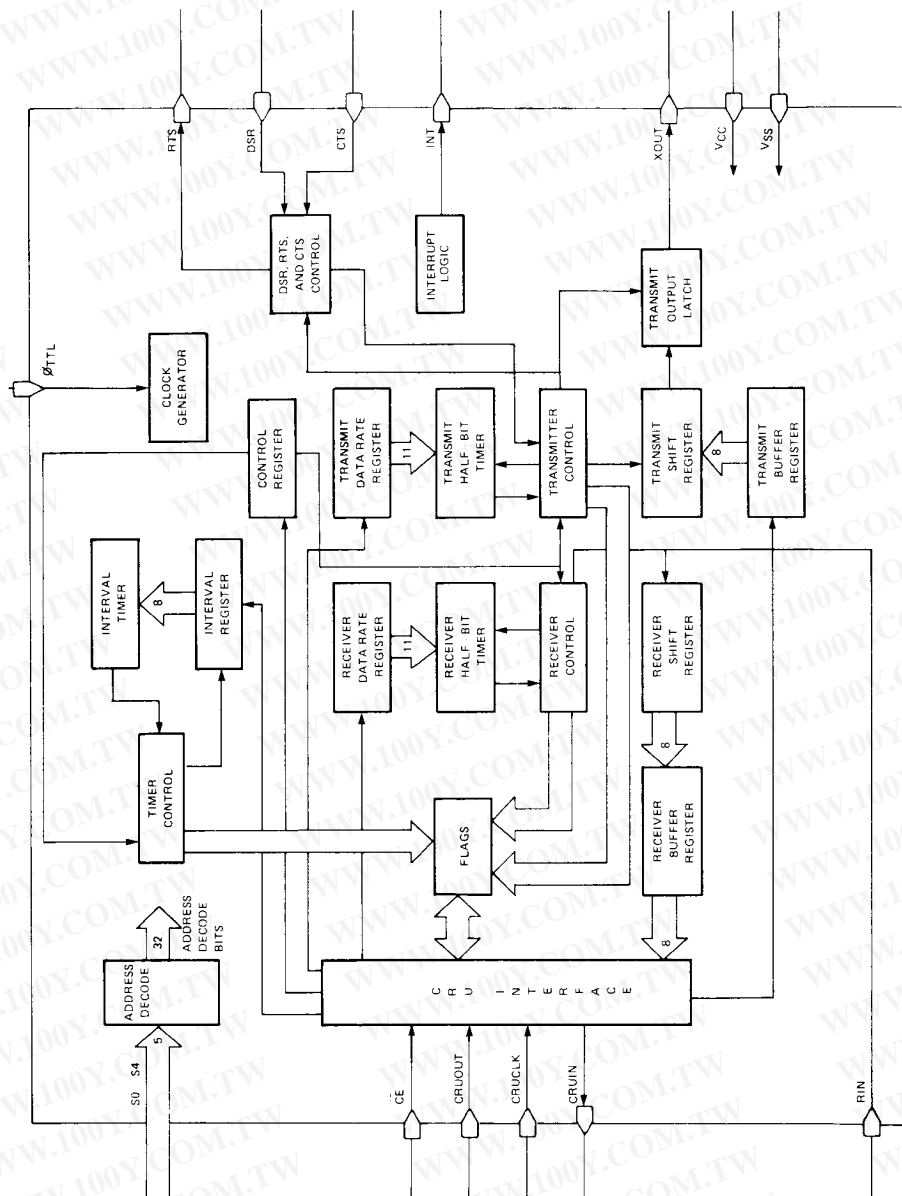 RTS
DSR
CTS
INT
XOUT
VCC
VSS
DSR, RTS,
AND CTS
CONTROL
INTERRUPT
LOGIC
TRANSMIT
OUTPUT
LATCH
ØTTL
CLOCK
GENERATOR
CONTROL
REGISTER
TRANSMIT
DATA RATE
REGISTER
11
TRANSMIT
HALF-BIT
TIMER
TRANSMITTER
CONTROL
TRANSMIT
SHIFT
REGISTER
8
TRANSMIT
BUFFER
REGISTER
INTERVAL
TIMER
8
INTERVAL
REGISTER
RECEIVER
DATA RATE
REGISTER
11
RECEIVER
HALF-BIT
TIMER
RECEIVER
CONTROL
RECEIVER
SHIFT
REGISTER
8
TIMER
CONTROL
FLAGS
RECEIVER
BUFFER
REGISTER
8
32
ADDRESS
DECODE
BITS
ADDRESS
DECODE
CRU INTERFACE
5
S0 S4
CE
CRUOUT
CRUCLK
CRUIN
RIN
WWW.100Y.COM.TW